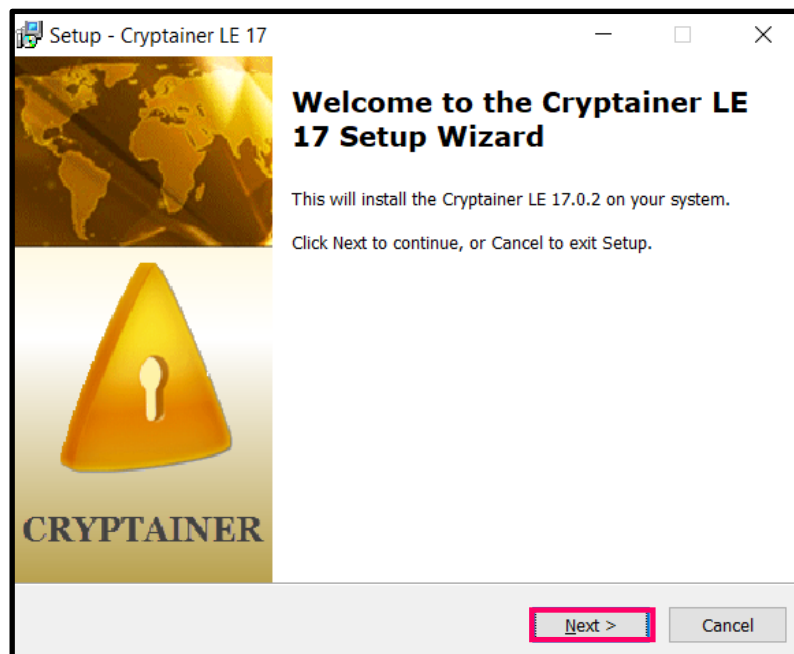 Setup - Cryptainer LE 17
Welcome to the Cryptainer LE
17 Setup Wizard
This will install the Cryptainer LE 17.0.2 on your system.
Click Next to continue, or Cancel to exit Setup.
CRYPTAINER
Next >
Cancel